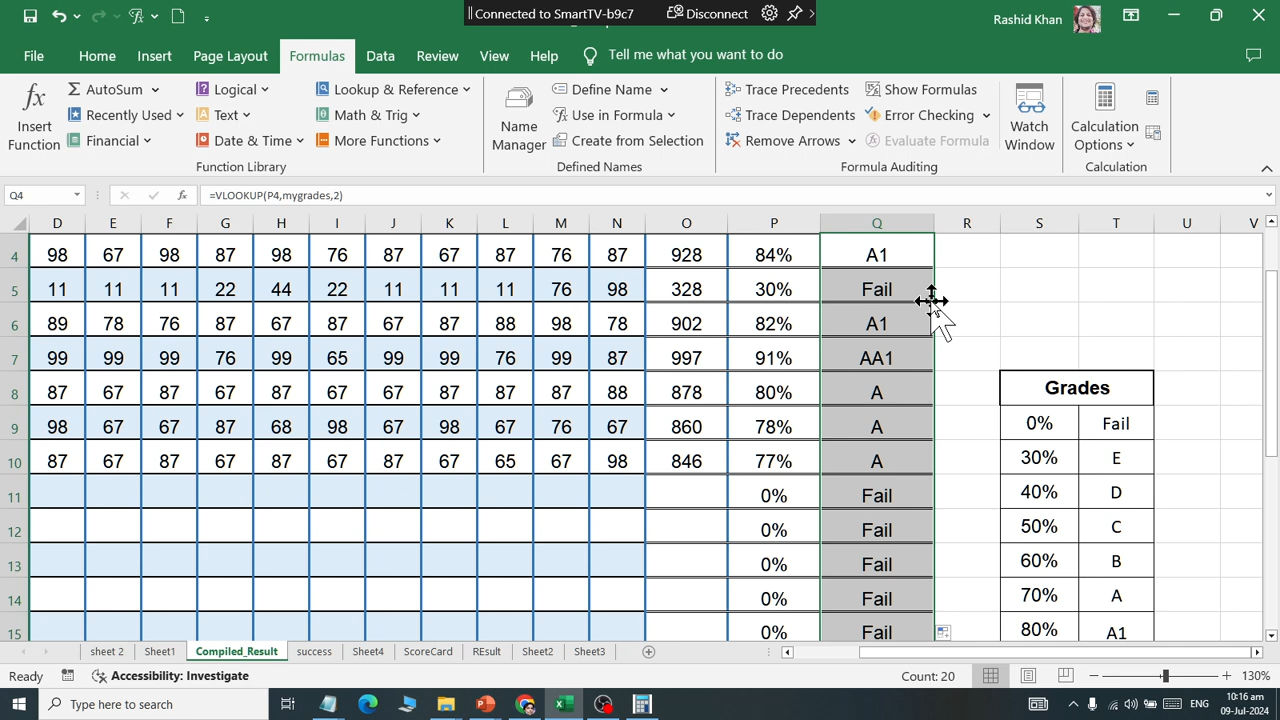 Connected to SmartTV-b9c7 Disconnect
Rashid Khan
File Home Insert Page Layout Formulas Data Review View Help Tell me what you want to do
AutoSum Logical Lookup & Reference Define Name Trace Precedents Show Formulas
Recently Used Text Math & Trig Use in Formula Trace Dependents Error Checking
Financial Date & Time More Functions Create from Selection Remove Arrows Evaluate Formula
Insert Function
Name Manager
Watch Window
Calculation Options
Function Library Defined Names Formula Auditing Calculation
Q4 fx =VLOOKUP(P4,mygrades,2)
D E F G H I J K L M N O P Q R S T U V
4 98 67 98 87 98 76 87 67 87 76 87 928 84% A1
5 11 11 11 22 44 22 11 11 11 76 98 328 30% Fail
6 89 78 76 87 67 87 67 87 88 98 78 902 82% A1
7 99 99 99 76 99 65 99 99 76 99 87 997 91% AA1
8 87 67 67 87 67 67 87 87 87 87 88 878 80% A Grades
9 98 67 67 87 68 98 67 98 67 76 67 860 78% A 0% Fail
10 87 67 67 87 67 87 67 67 65 67 98 846 77% A 30% E
11 0% Fail 40% D
12 0% Fail 50% C
13 0% Fail 60% B
14 0% Fail 70% A
15 0% Fail 80% A1
sheet 2 Sheet1 Compiled_Result success Sheet4 ScoreCard REsult Sheet2 Sheet3
Ready Accessibility: Investigate Count: 20 130%
Type here to search ENG 10:16 am
09-Jul-2024